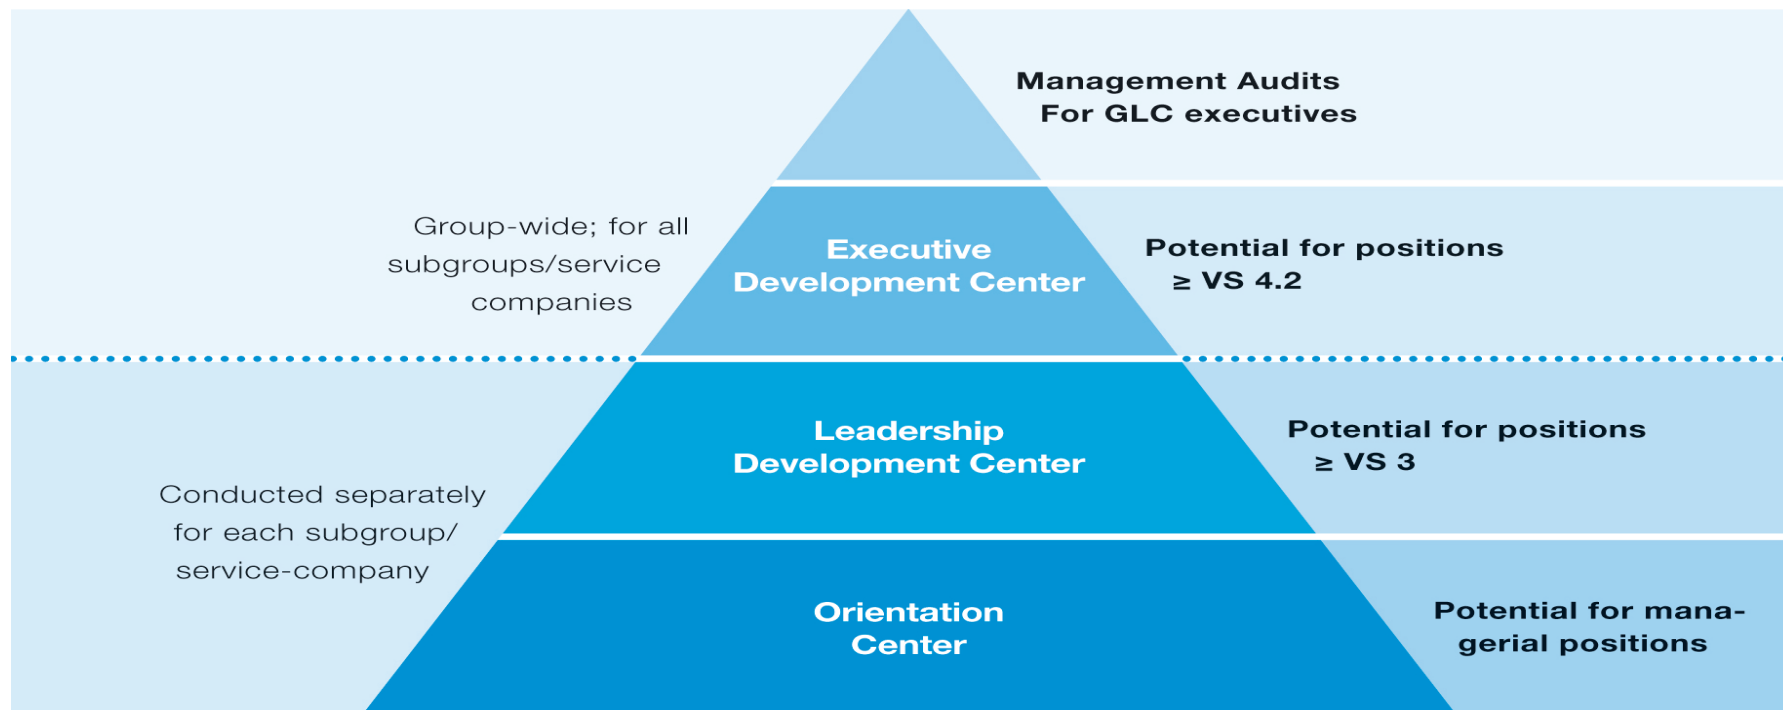 Management Audits
For GLC executives
Group-wide; for all
subgroups/service
companies
Executive
Development Center
Potential for positions
≥ VS 4.2
Leadership
Development Center
Potential for positions
≥ VS 3
Conducted separately
for each subgroup/
service-company
Orientation
Center
Potential for mana-
gerial positions